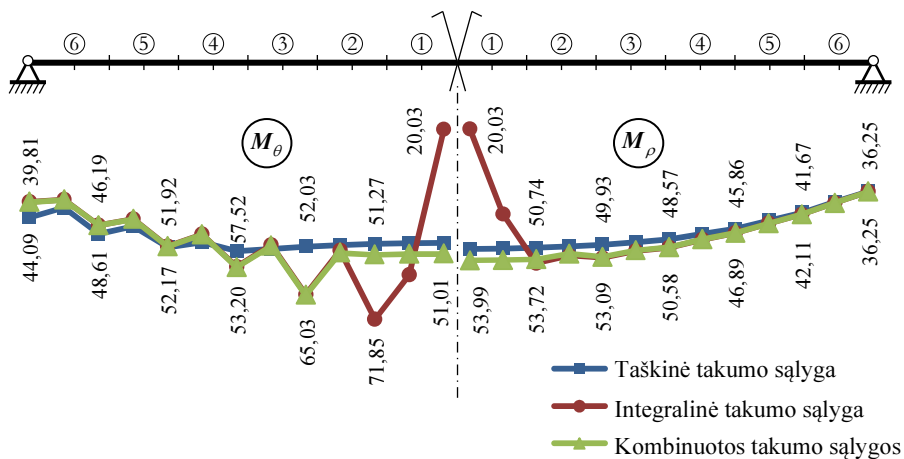 ⑥ ⑤ ④ ③ ② ① ① ② ③ ④ ⑤ ⑥
39,81 46,19 51,92 57,52 52,03 51,27 20,03 20,03 50,74 49,93 48,57 45,86 41,67 36,25
Mθ Mρ
44,09 48,61 52,17 53,20 65,03 71,85 51,01 53,99 53,72 53,09 50,58 46,89 42,11 36,25
Taškinė takumo sąlyga
Integralinė takumo sąlyga
Kombinuotos takumo sąlygos